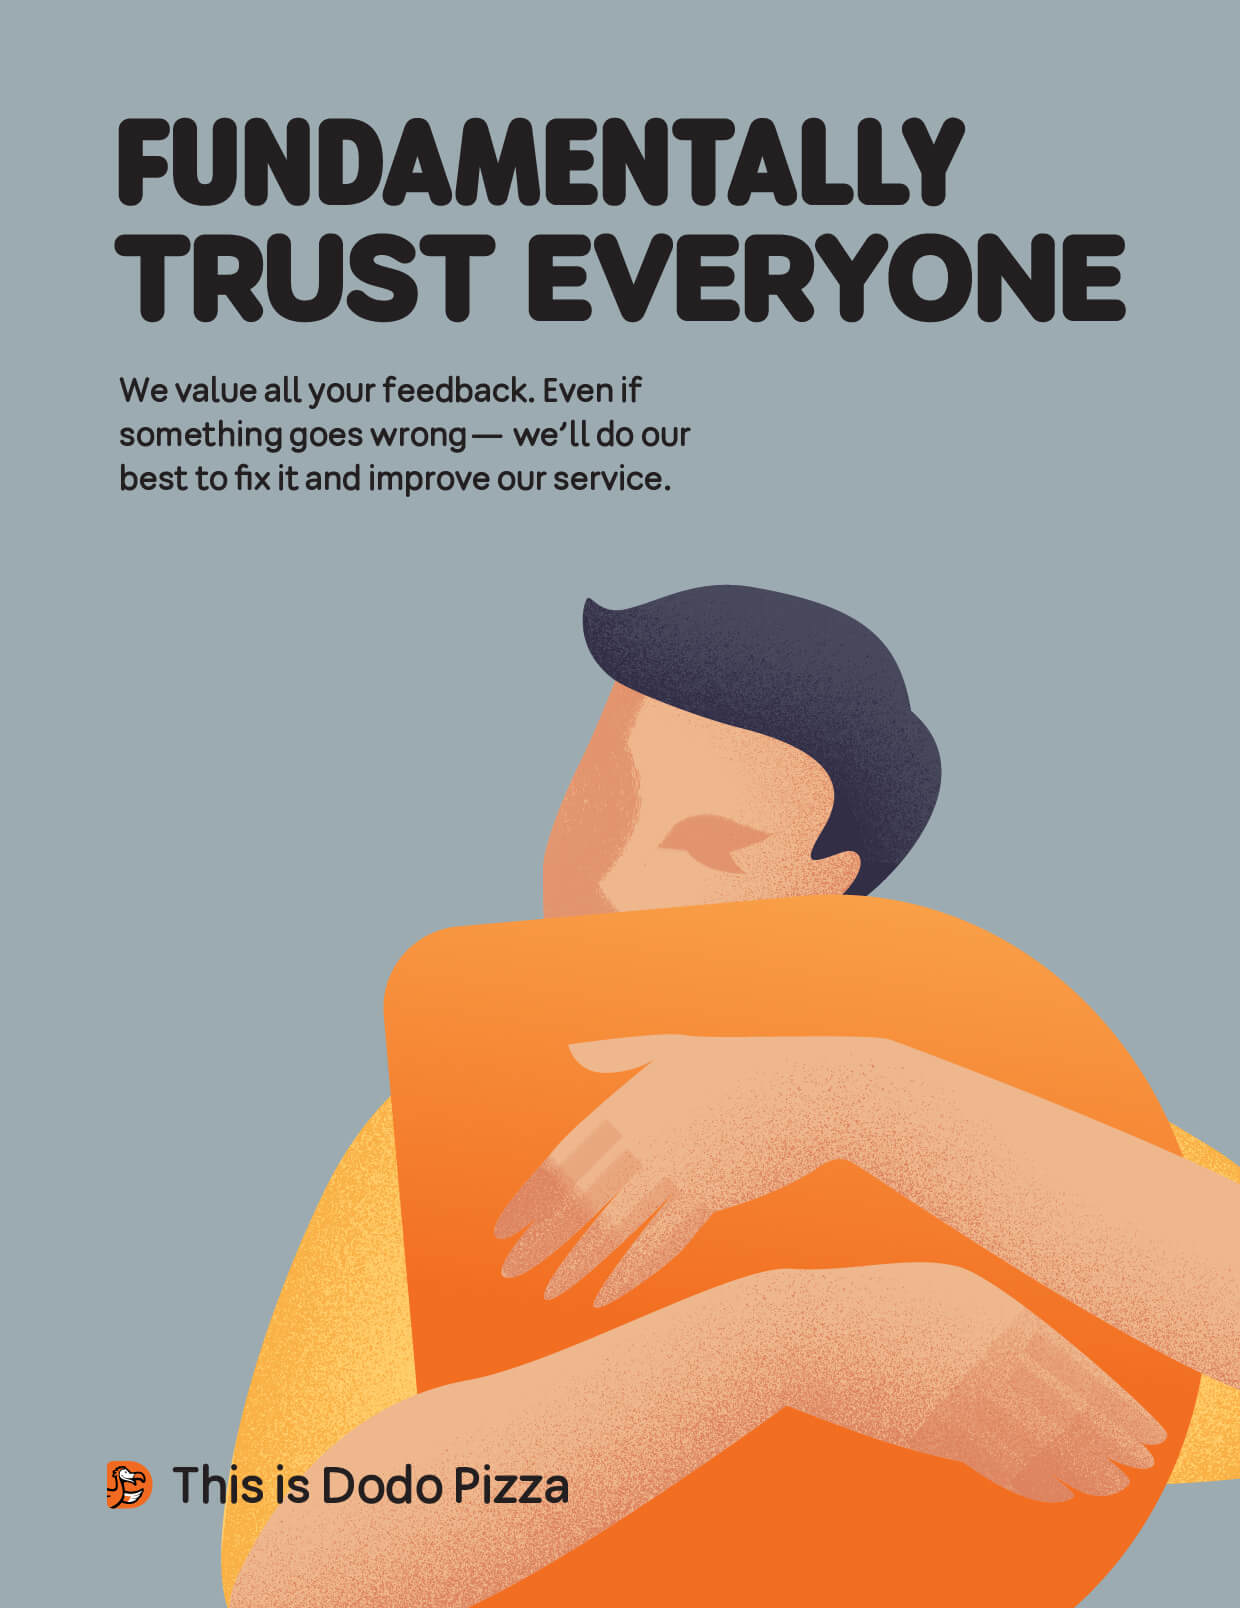 FUNDAMENTALLY
TRUST EVERYONE
We value all your feedback. Even if
something goes wrong— we’ll do our
best to fix it and improve our service.
This is Dodo Pizza